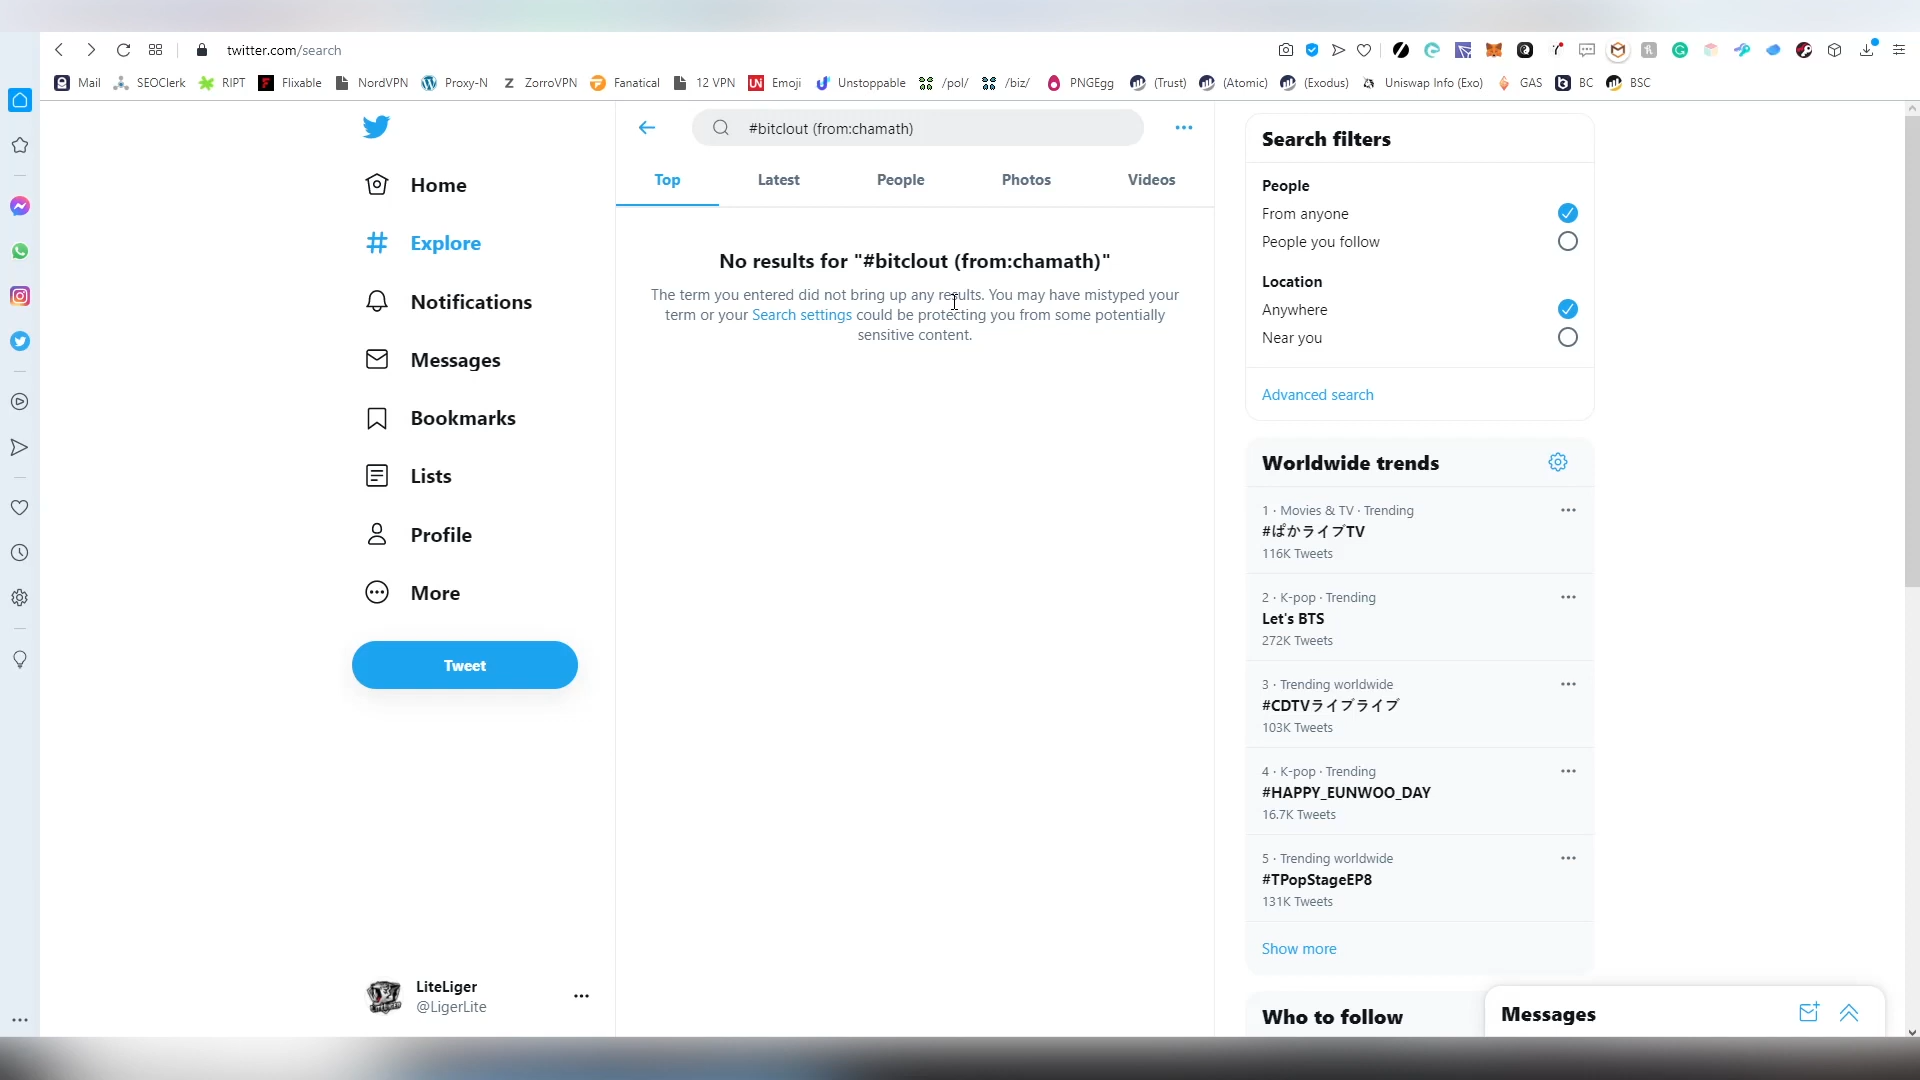 twitter.com/search
Mail SEOClerk RIPT Flixable NordVPN Proxy-N ZorroVPN Fanatical 12 VPN Emoji Unstoppable /pol/ /biz/ PNGEgg (Trust) (Atomic) (Exodus) Uniswap Info (Exo) GAS BC BSC
#bitclout (from:chamath)
Top Latest People Photos Videos
Home
Explore
Notifications
Messages
Bookmarks
Lists
Profile
More
Tweet
LiteLiger
@LigerLite
No results for "#bitclout (from:chamath)"
The term you entered did not bring up any results. You may have mistyped your
term or your Search settings could be protecting you from some potentially
sensitive content.
Search filters
People
From anyone
People you follow
Location
Anywhere
Near you
Advanced search
Worldwide trends
1 · Movies & TV · Trending
#ぱかライブTV
116K Tweets
2 · K-pop · Trending
Let's BTS
272K Tweets
3 · Trending worldwide
#CDTVライブライブ
103K Tweets
4 · K-pop · Trending
#HAPPY_EUNWOO_DAY
16.7K Tweets
5 · Trending worldwide
#TPopStageEP8
131K Tweets
Show more
Who to follow
Messages